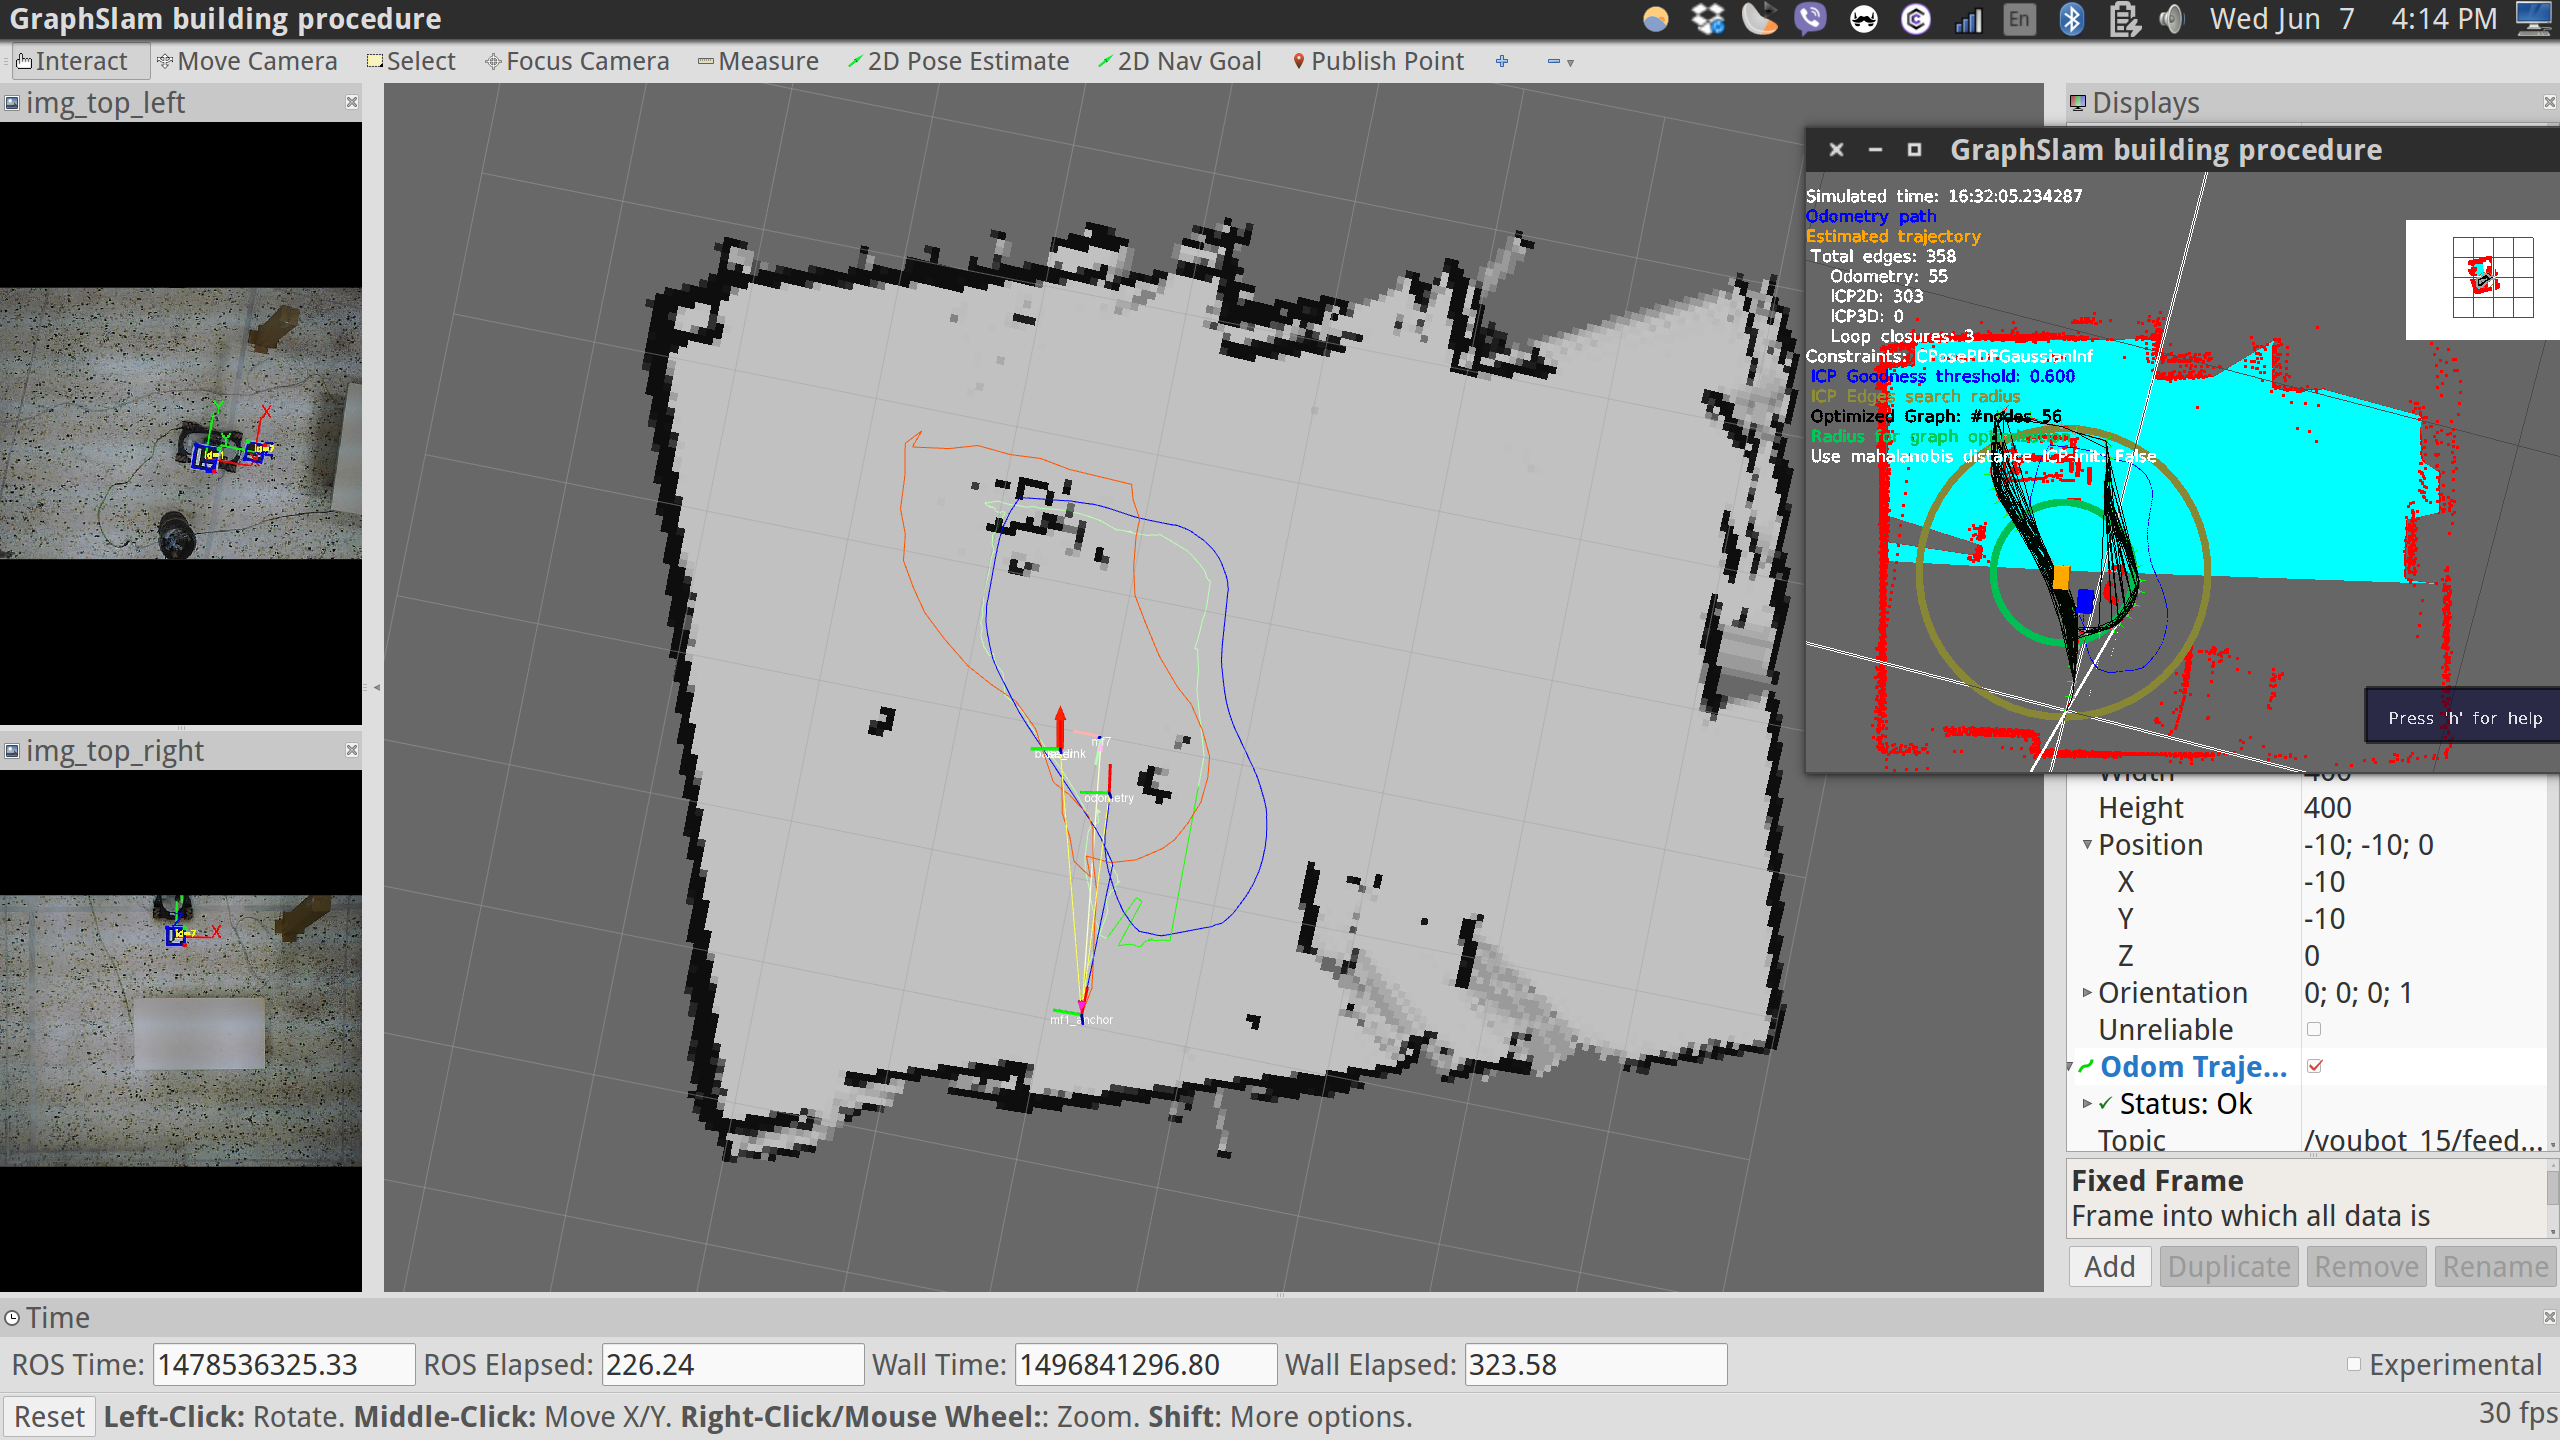 GraphSlam building procedure
En
Wed Jun 7 4:14 PM
Interact Move Camera Select Focus Camera Measure 2D Pose Estimate 2D Nav Goal Publish Point
img_top_left
Displays
GraphSlam building procedure
Simulated time: 16:32:05.234287
Odometry path
Estimated trajectory
Total edges: 358
Odometry: 55
ICP2D: 303
ICP3D: 0
Loop closures: 3
Constraints: CPosePDFGaussianInf
ICP Goodness threshold: 0.600
ICP Edges search radius
Optimized Graph: #nodes 56
Radius for graph optimization
Use mahalanobis distance ICP-init: False
Press 'h' for help
X
Y
X
img_top_right
X
mf7
odometry
mf1_anchor
Width 400
Height 400
Position -10; -10; 0
X -10
Y -10
Z 0
Orientation 0; 0; 0; 1
Unreliable
Odom Traje...
Status: Ok
Topic /youbot_15/feed...
Fixed Frame
Frame into which all data is
Add Duplicate Remove Rename
Time
ROS Time: 1478536325.33 ROS Elapsed: 226.24 Wall Time: 1496841296.80 Wall Elapsed: 323.58 Experimental
Reset Left-Click: Rotate. Middle-Click: Move X/Y. Right-Click/Mouse Wheel:: Zoom. Shift: More options. 30 fps